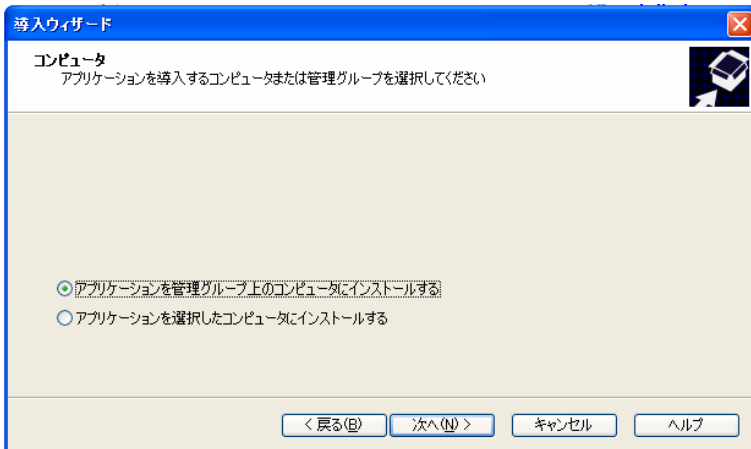 導入ウィザード
コンピュータ
アプリケーションを導入するコンピュータまたは管理グループを選択してください
アプリケーションを管理グループ上のコンピュータにインストールする
アプリケーションを選択したコンピュータにインストールする
< 戻る(B)
次へ(N) >
キャンセル
ヘルプ